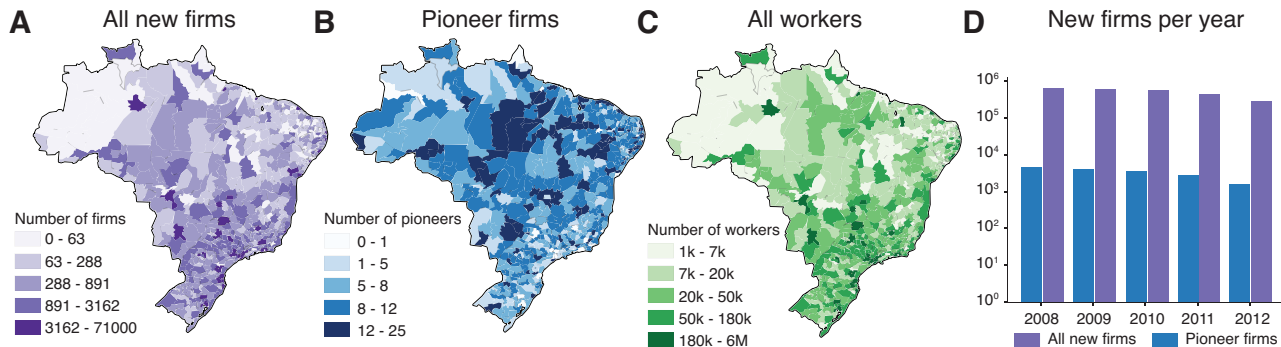 A All new firms
Number of firms
0 - 63
63 - 288
288 - 891
891 - 3162
3162 - 71000
B Pioneer firms
Number of pioneers
0 - 1
1 - 5
5 - 8
8 - 12
12 - 25
C All workers
Number of workers
1k - 7k
7k - 20k
20k - 50k
50k - 180k
180k - 6M
D New firms per year
10⁶
10⁵
10⁴
10³
10²
10¹
10⁰
2008 2009 2010 2011 2012
All new firms Pioneer firms